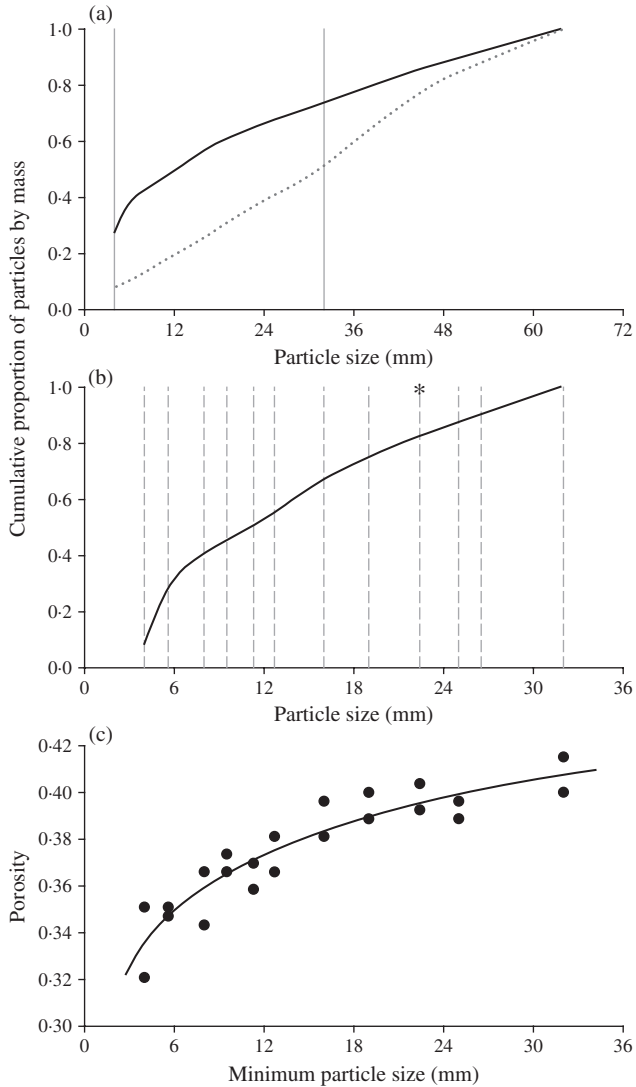 (a)
1·0
0·8
0·6
0·4
0·2
0·0
0 12 24 36 48 60 72
Particle size (mm)
Cumulative proportion of particles by mass
(b)
*
1·0
0·8
0·6
0·4
0·2
0·0
0 6 12 18 24 30 36
Particle size (mm)
(c)
0·42
0·40
0·38
0·36
0·34
0·32
0·30
Porosity
0 6 12 18 24 30 36
Minimum particle size (mm)